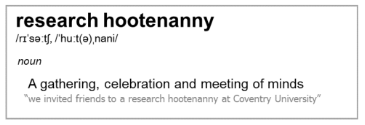 research hootenanny
/rɪˈsəːtʃ, /ˈhuːt(ə)ˌnani/
noun
A gathering, celebration and meeting of minds
"we invited friends to a research hootenanny at Coventry University"